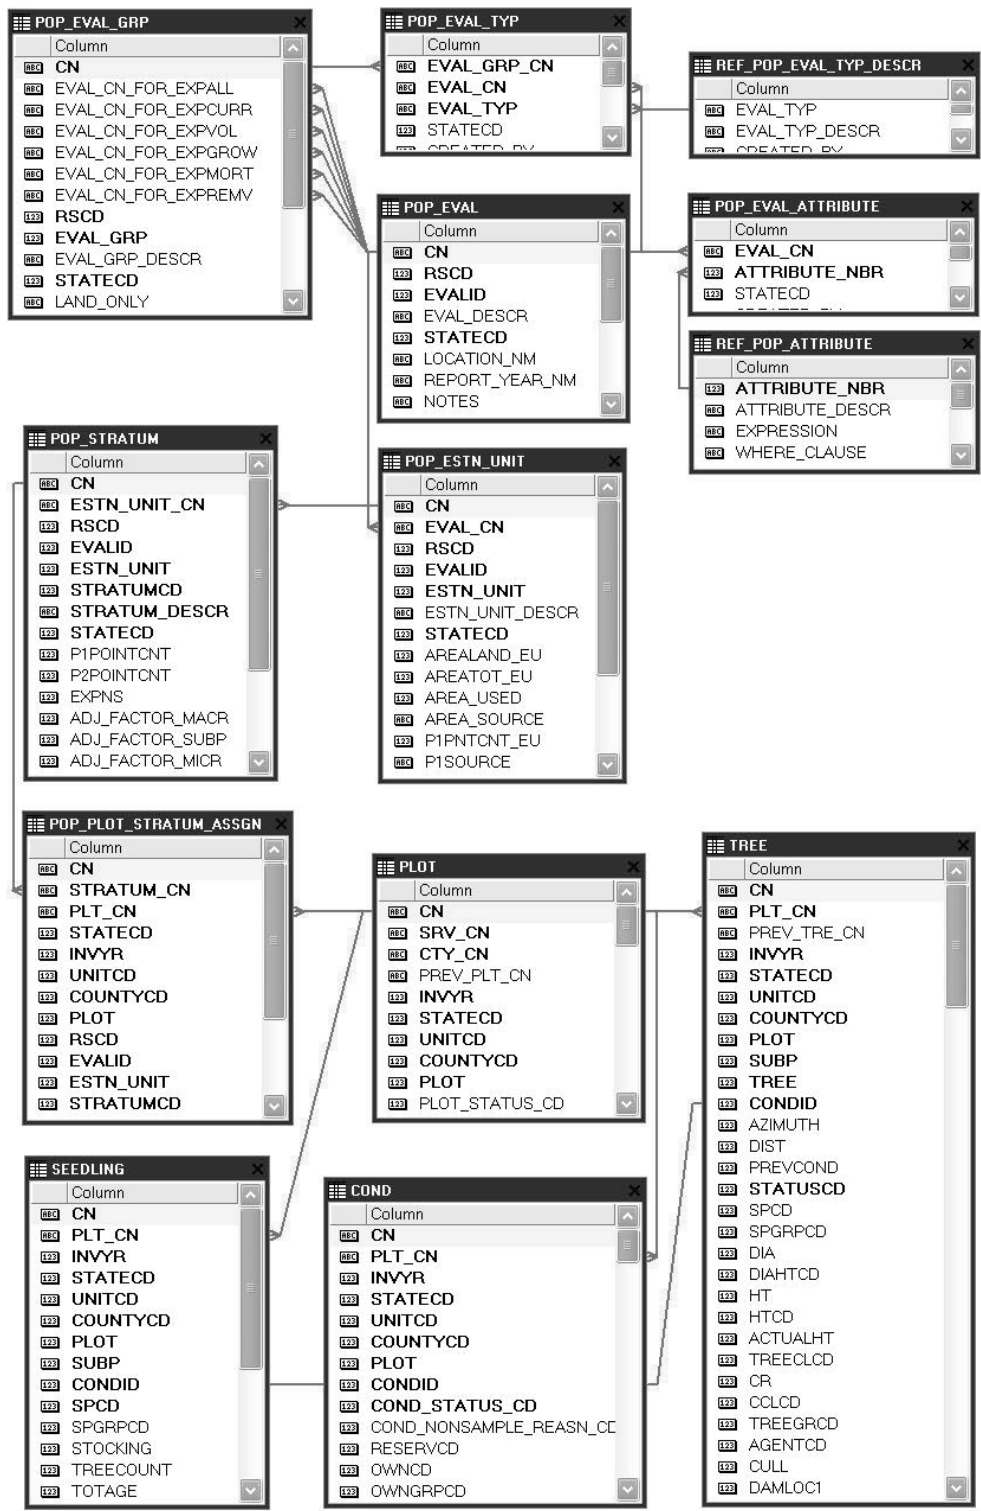 POP_EVAL_GRP
Column
CN
EVAL_CN_FOR_EXPALL
EVAL_CN_FOR_EXPCURR
EVAL_CN_FOR_EXPVOL
EVAL_CN_FOR_EXPGROW
EVAL_CN_FOR_EXPMORT
EVAL_CN_FOR_EXPREMV
RSCD
EVAL_GRP
EVAL_GRP_DESCR
STATECD
LAND_ONLY
POP_EVAL_TYP
Column
EVAL_GRP_CN
EVAL_CN
EVAL_TYP
STATECD
CREATED_BY
REF_POP_EVAL_TYP_DESCR
Column
EVAL_TYP
EVAL_TYP_DESCR
CREATED_BY
POP_EVAL
Column
CN
RSCD
EVALID
EVAL_DESCR
STATECD
LOCATION_NM
REPORT_YEAR_NM
NOTES
POP_EVAL_ATTRIBUTE
Column
EVAL_CN
ATTRIBUTE_NBR
STATECD
REF_POP_ATTRIBUTE
Column
ATTRIBUTE_NBR
ATTRIBUTE_DESCR
EXPRESSION
WHERE_CLAUSE
POP_STRATUM
Column
CN
ESTN_UNIT_CN
RSCD
EVALID
ESTN_UNIT
STRATUMCD
STRATUM_DESCR
STATECD
P1POINTCNT
P2POINTCNT
EXPNS
ADJ_FACTOR_MACR
ADJ_FACTOR_SUBP
ADJ_FACTOR_MICR
POP_ESTN_UNIT
Column
CN
EVAL_CN
RSCD
EVALID
ESTN_UNIT
ESTN_UNIT_DESCR
STATECD
AREALAND_EU
AREATOT_EU
AREA_USED
AREA_SOURCE
P1PNTCNT_EU
P1SOURCE
POP_PLOT_STRATUM_ASSGN
Column
CN
STRATUM_CN
PLT_CN
STATECD
INVYR
UNITCD
COUNTYCD
PLOT
RSCD
EVALID
ESTN_UNIT
STRATUMCD
PLOT
Column
CN
SRV_CN
CTY_CN
PREV_PLT_CN
INVYR
STATECD
UNITCD
COUNTYCD
PLOT
PLOT_STATUS_CD
TREE
Column
CN
PLT_CN
PREV_TRE_CN
INVYR
STATECD
UNITCD
COUNTYCD
PLOT
SUBP
TREE
CONDID
AZIMUTH
DIST
PREVCOND
STATUSCD
SPCD
SPGRPCD
DIA
DIAHTCD
HT
HTCD
ACTUALHT
TREECLCD
CR
CCLCD
TREEGRCD
AGENTCD
CULL
DAMLOC1
SEEDLING
Column
CN
PLT_CN
INVYR
STATECD
UNITCD
COUNTYCD
PLOT
SUBP
CONDID
SPCD
SPGRPCD
STOCKING
TREECOUNT
TOTAGE
COND
Column
CN
PLT_CN
INVYR
STATECD
UNITCD
COUNTYCD
PLOT
CONDID
COND_STATUS_CD
COND_NONSAMPLE_REASN_CD
RESERVCD
OWNCD
OWNGRPCD